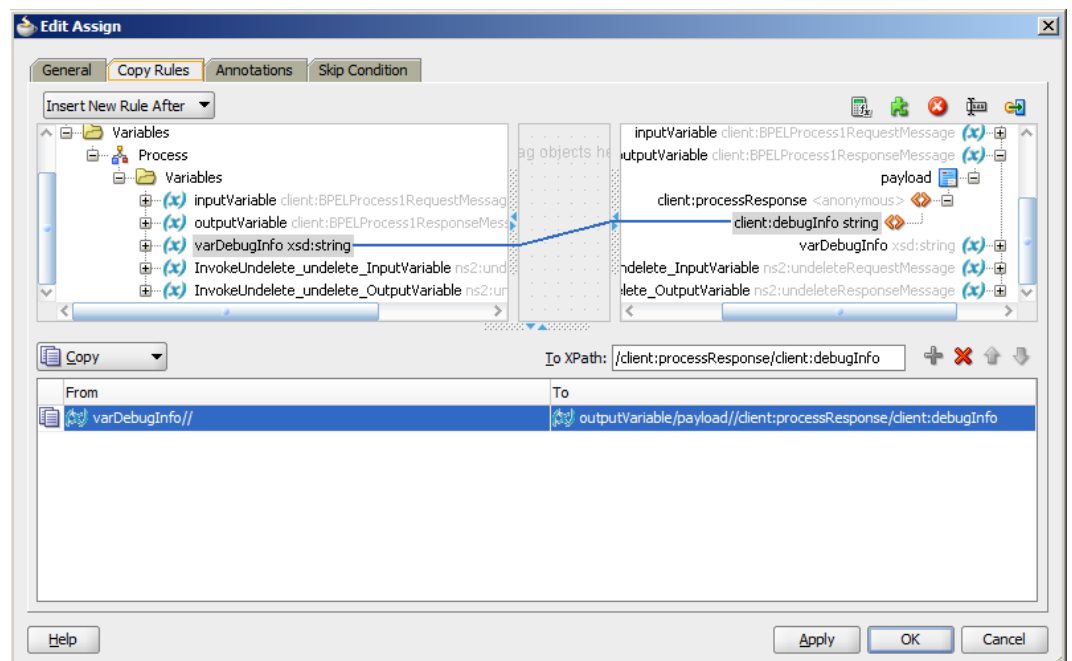 Edit Assign
General Copy Rules Annotations Skip Condition
Insert New Rule After
Variables
Process
Variables
inputVariable client:BPELProcess1RequestMessag
outputVariable client:BPELProcess1ResponseMess
varDebugInfo xsd:string
InvokeUndelete_undelete_InputVariable ns2:und
InvokeUndelete_undelete_OutputVariable ns2:ur
ag objects he
inputVariable client:BPELProcess1RequestMessage
utputVariable client:BPELProcess1ResponseMessage
payload
client:processResponse <anonymous>
client:debugInfo string
varDebugInfo xsd:string
ndelete_InputVariable ns2:undeleteRequestMessage
lete_OutputVariable ns2:undeleteResponseMessage
Copy
To XPath: /client:processResponse/client:debugInfo
From To
varDebugInfo// outputVariable/payload//client:processResponse/client:debugInfo
Help Apply OK Cancel